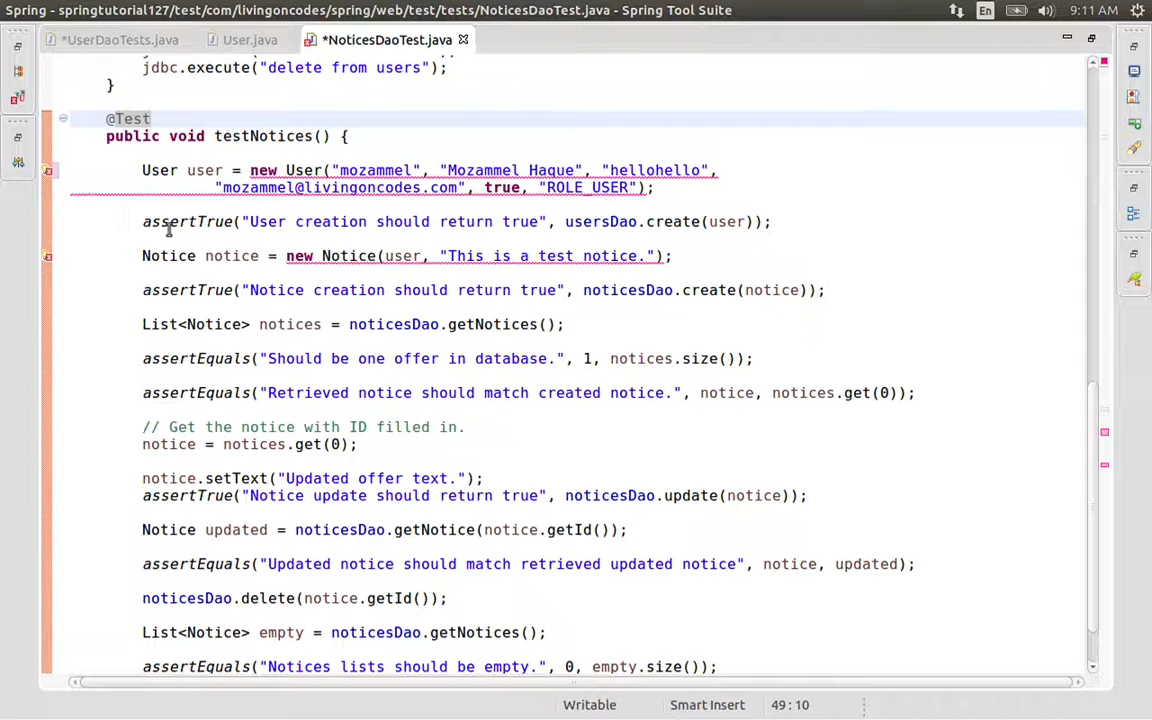 Spring - springtutorial127/test/com/livingoncodes/spring/web/test/tests/NoticesDaoTest.java - Spring Tool Suite
En
9:11 AM
*UserDaoTests.java
User.java
*NoticesDaoTest.java
jdbc.execute("delete from users");
}
@Test
public void testNotices() {
User user = new User("mozammel", "Mozammel Haque", "hellohello",
"mozammel@livingoncodes.com", true, "ROLE_USER");
assertTrue("User creation should return true", usersDao.create(user));
Notice notice = new Notice(user, "This is a test notice.");
assertTrue("Notice creation should return true", noticesDao.create(notice));
List<Notice> notices = noticesDao.getNotices();
assertEquals("Should be one offer in database.", 1, notices.size());
assertEquals("Retrieved notice should match created notice.", notice, notices.get(0));
// Get the notice with ID filled in.
notice = notices.get(0);
notice.setText("Updated offer text.");
assertTrue("Notice update should return true", noticesDao.update(notice));
Notice updated = noticesDao.getNotice(notice.getId());
assertEquals("Updated notice should match retrieved updated notice", notice, updated);
noticesDao.delete(notice.getId());
List<Notice> empty = noticesDao.getNotices();
assertEquals("Notices lists should be empty.", 0, empty.size());
Writable
Smart Insert
49 : 10